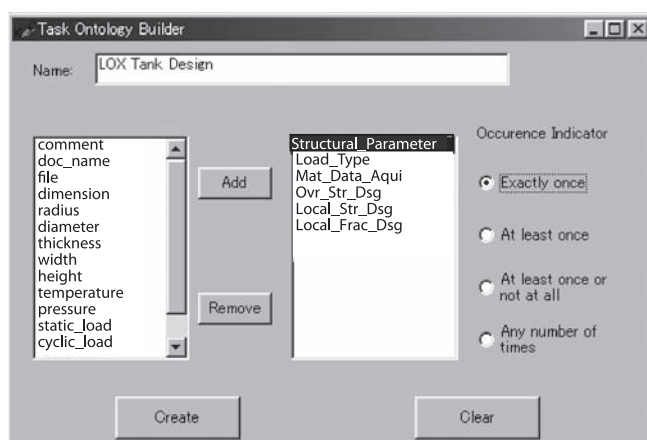 Task Ontology Builder
Name: LOX Tank Design
comment
doc_name
file
dimension
radius
diameter
thickness
width
height
temperature
pressure
static_load
cyclic_load
Add
Remove
Structural_Parameter
Load_Type
Mat_Data_Aqui
Ovr_Str_Dsg
Local_Str_Dsg
Local_Frac_Dsg
Occurence Indicator
Exactly once
At least once
At least once or
not at all
Any number of
times
Create
Clear